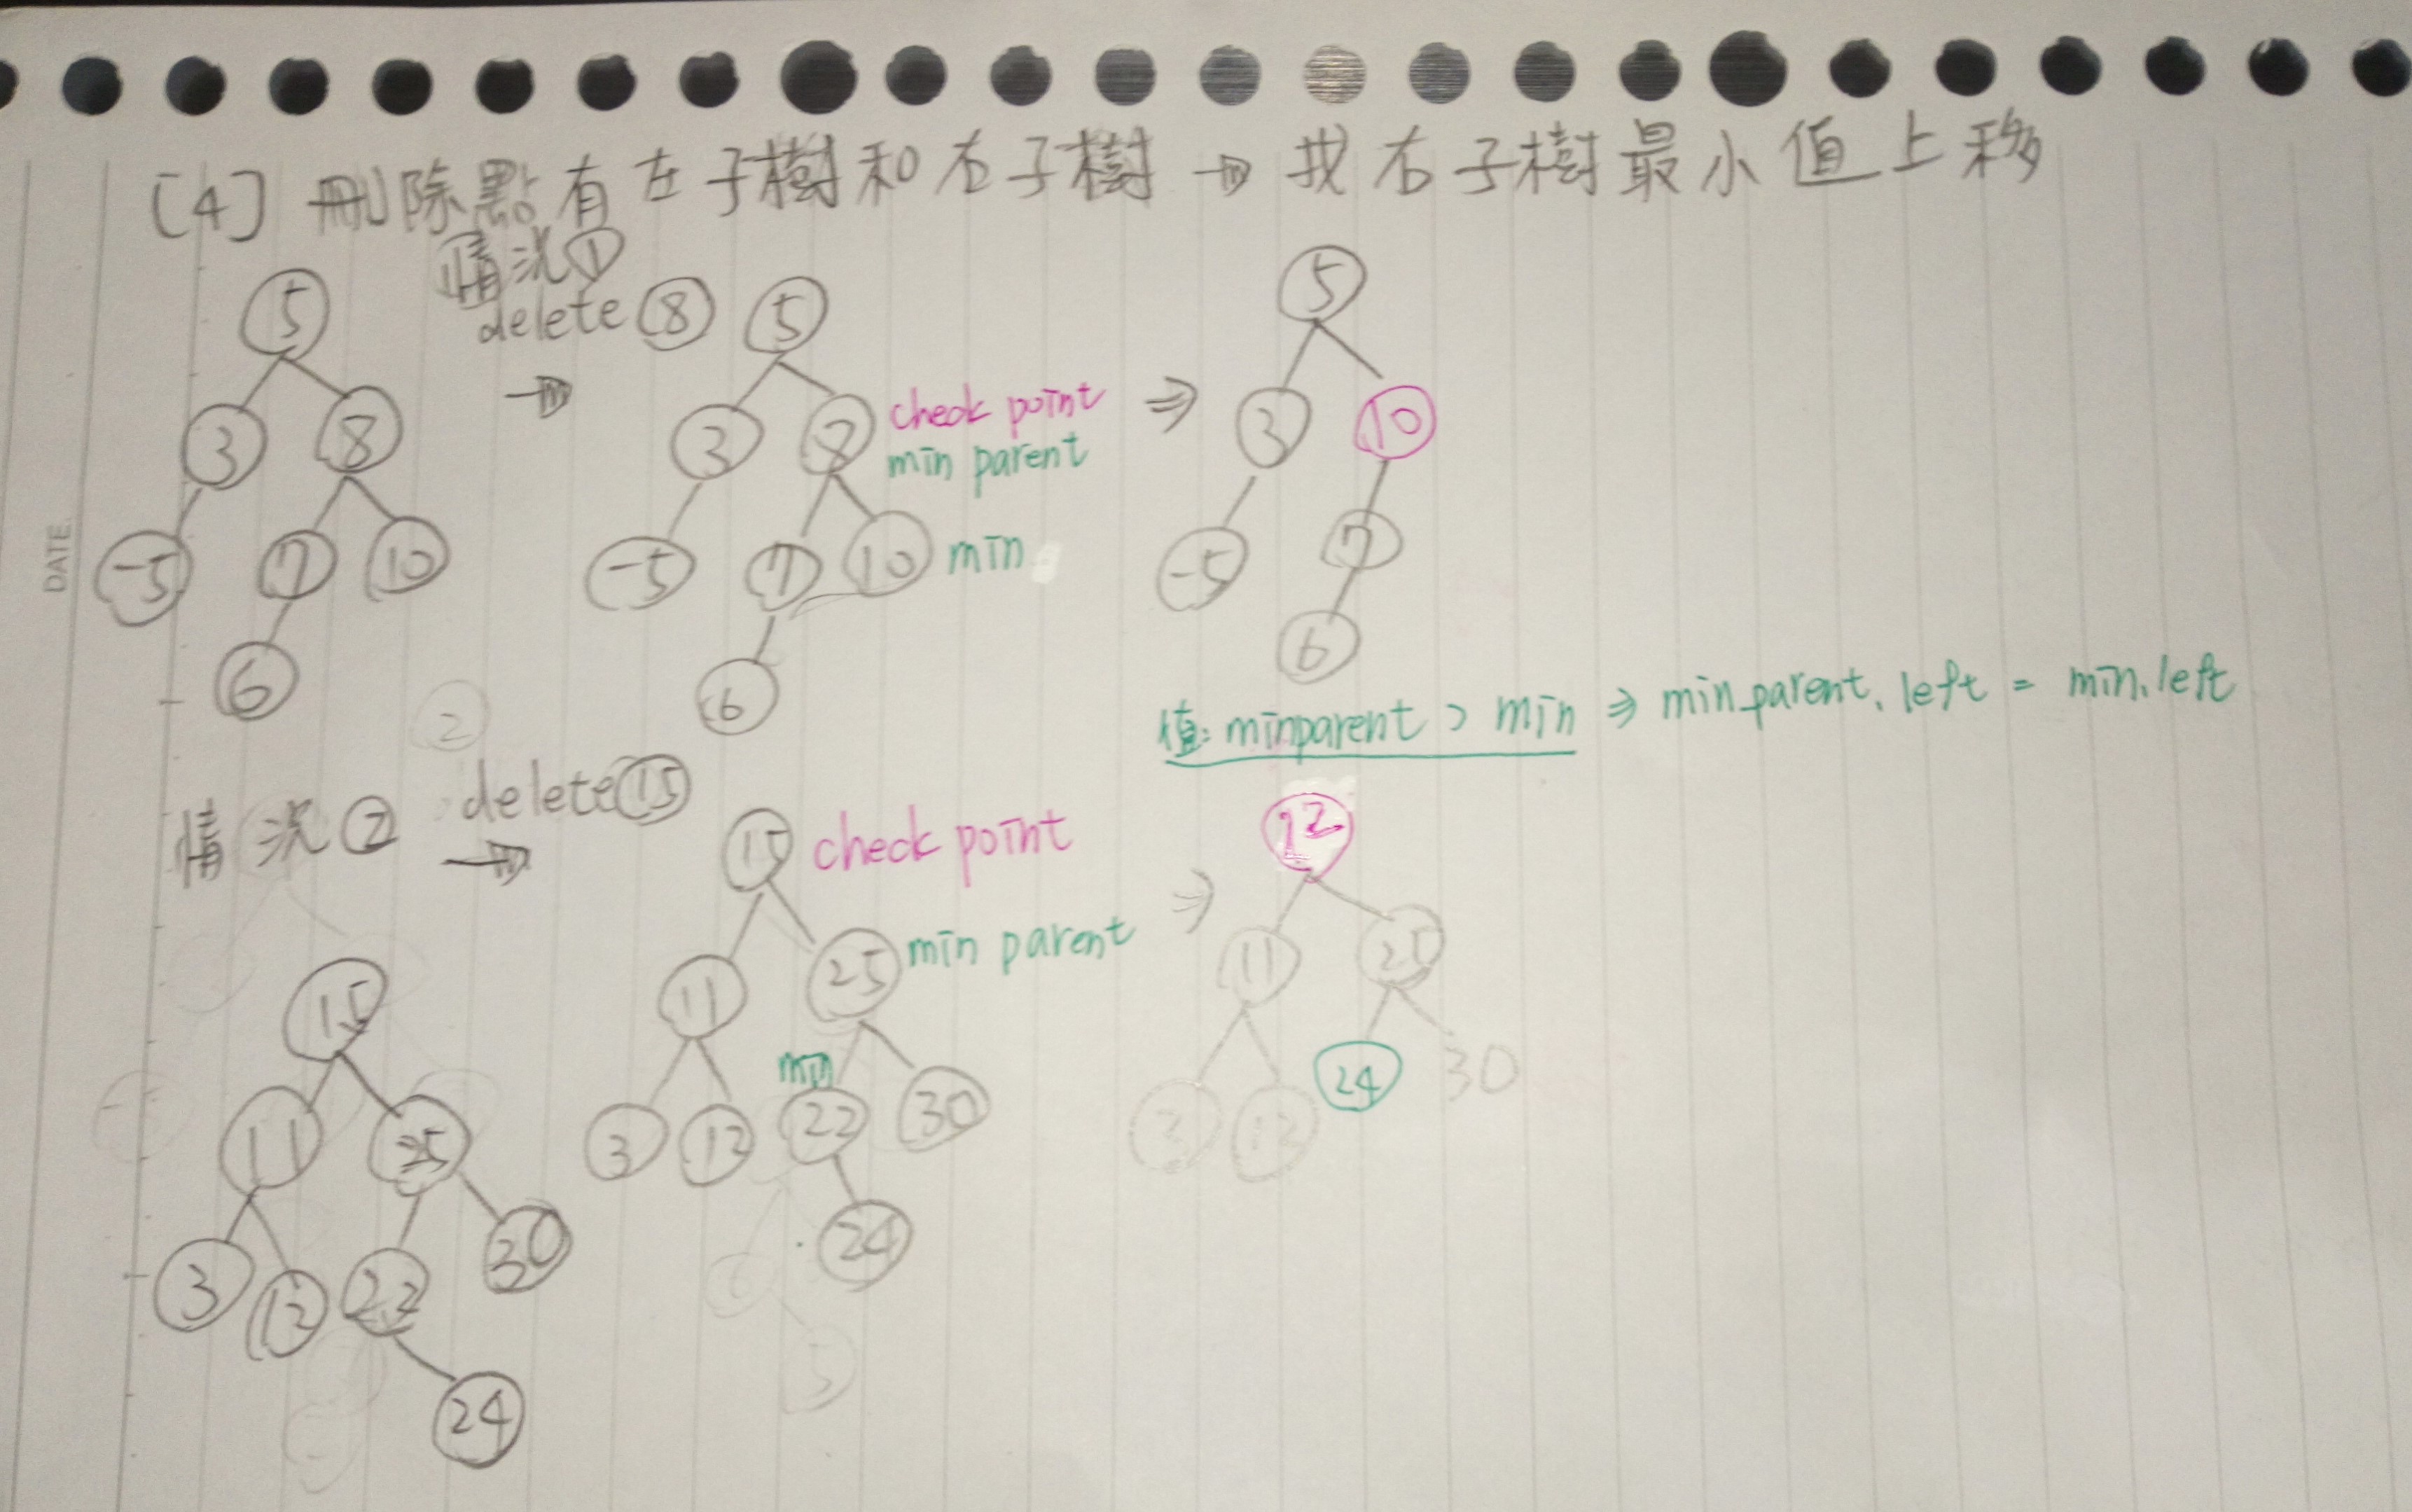 [4] 刪除點有左子樹和右子樹 → 找右子樹最小值上移
情況①
delete ⑧
→
5
3 8
-5 7 10
6
5
3 8 check point
min parent
-5 7 10 min
6
⇒
5
3 10
-5 7
6
值: minparent > min ⇒ min parent. left = min. left
2
情況② delete ⑮
→
15
11 25
3 12 22 30
24
15 check point
11 25 min parent
min
3 12 22 30
24
⇒
12
11 25
3 12 24 30
DATE